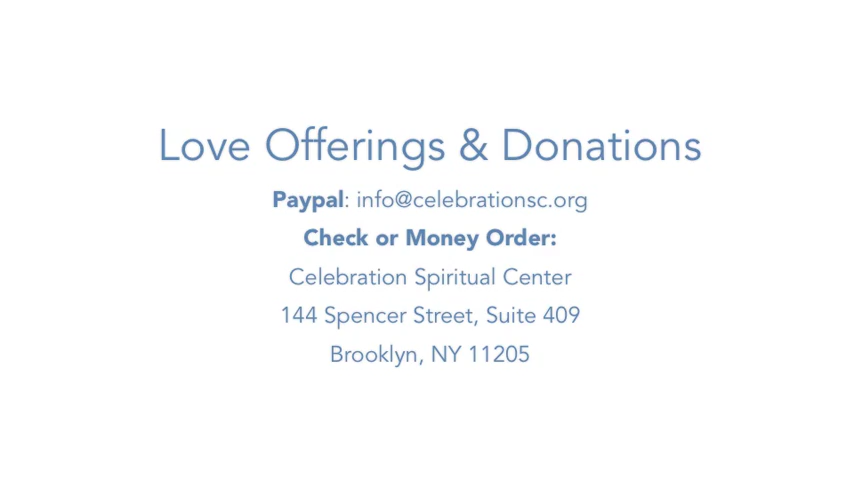 Love Offerings & Donations
Paypal: info@celebrationsc.org
Check or Money Order:
Celebration Spiritual Center
144 Spencer Street, Suite 409
Brooklyn, NY 11205